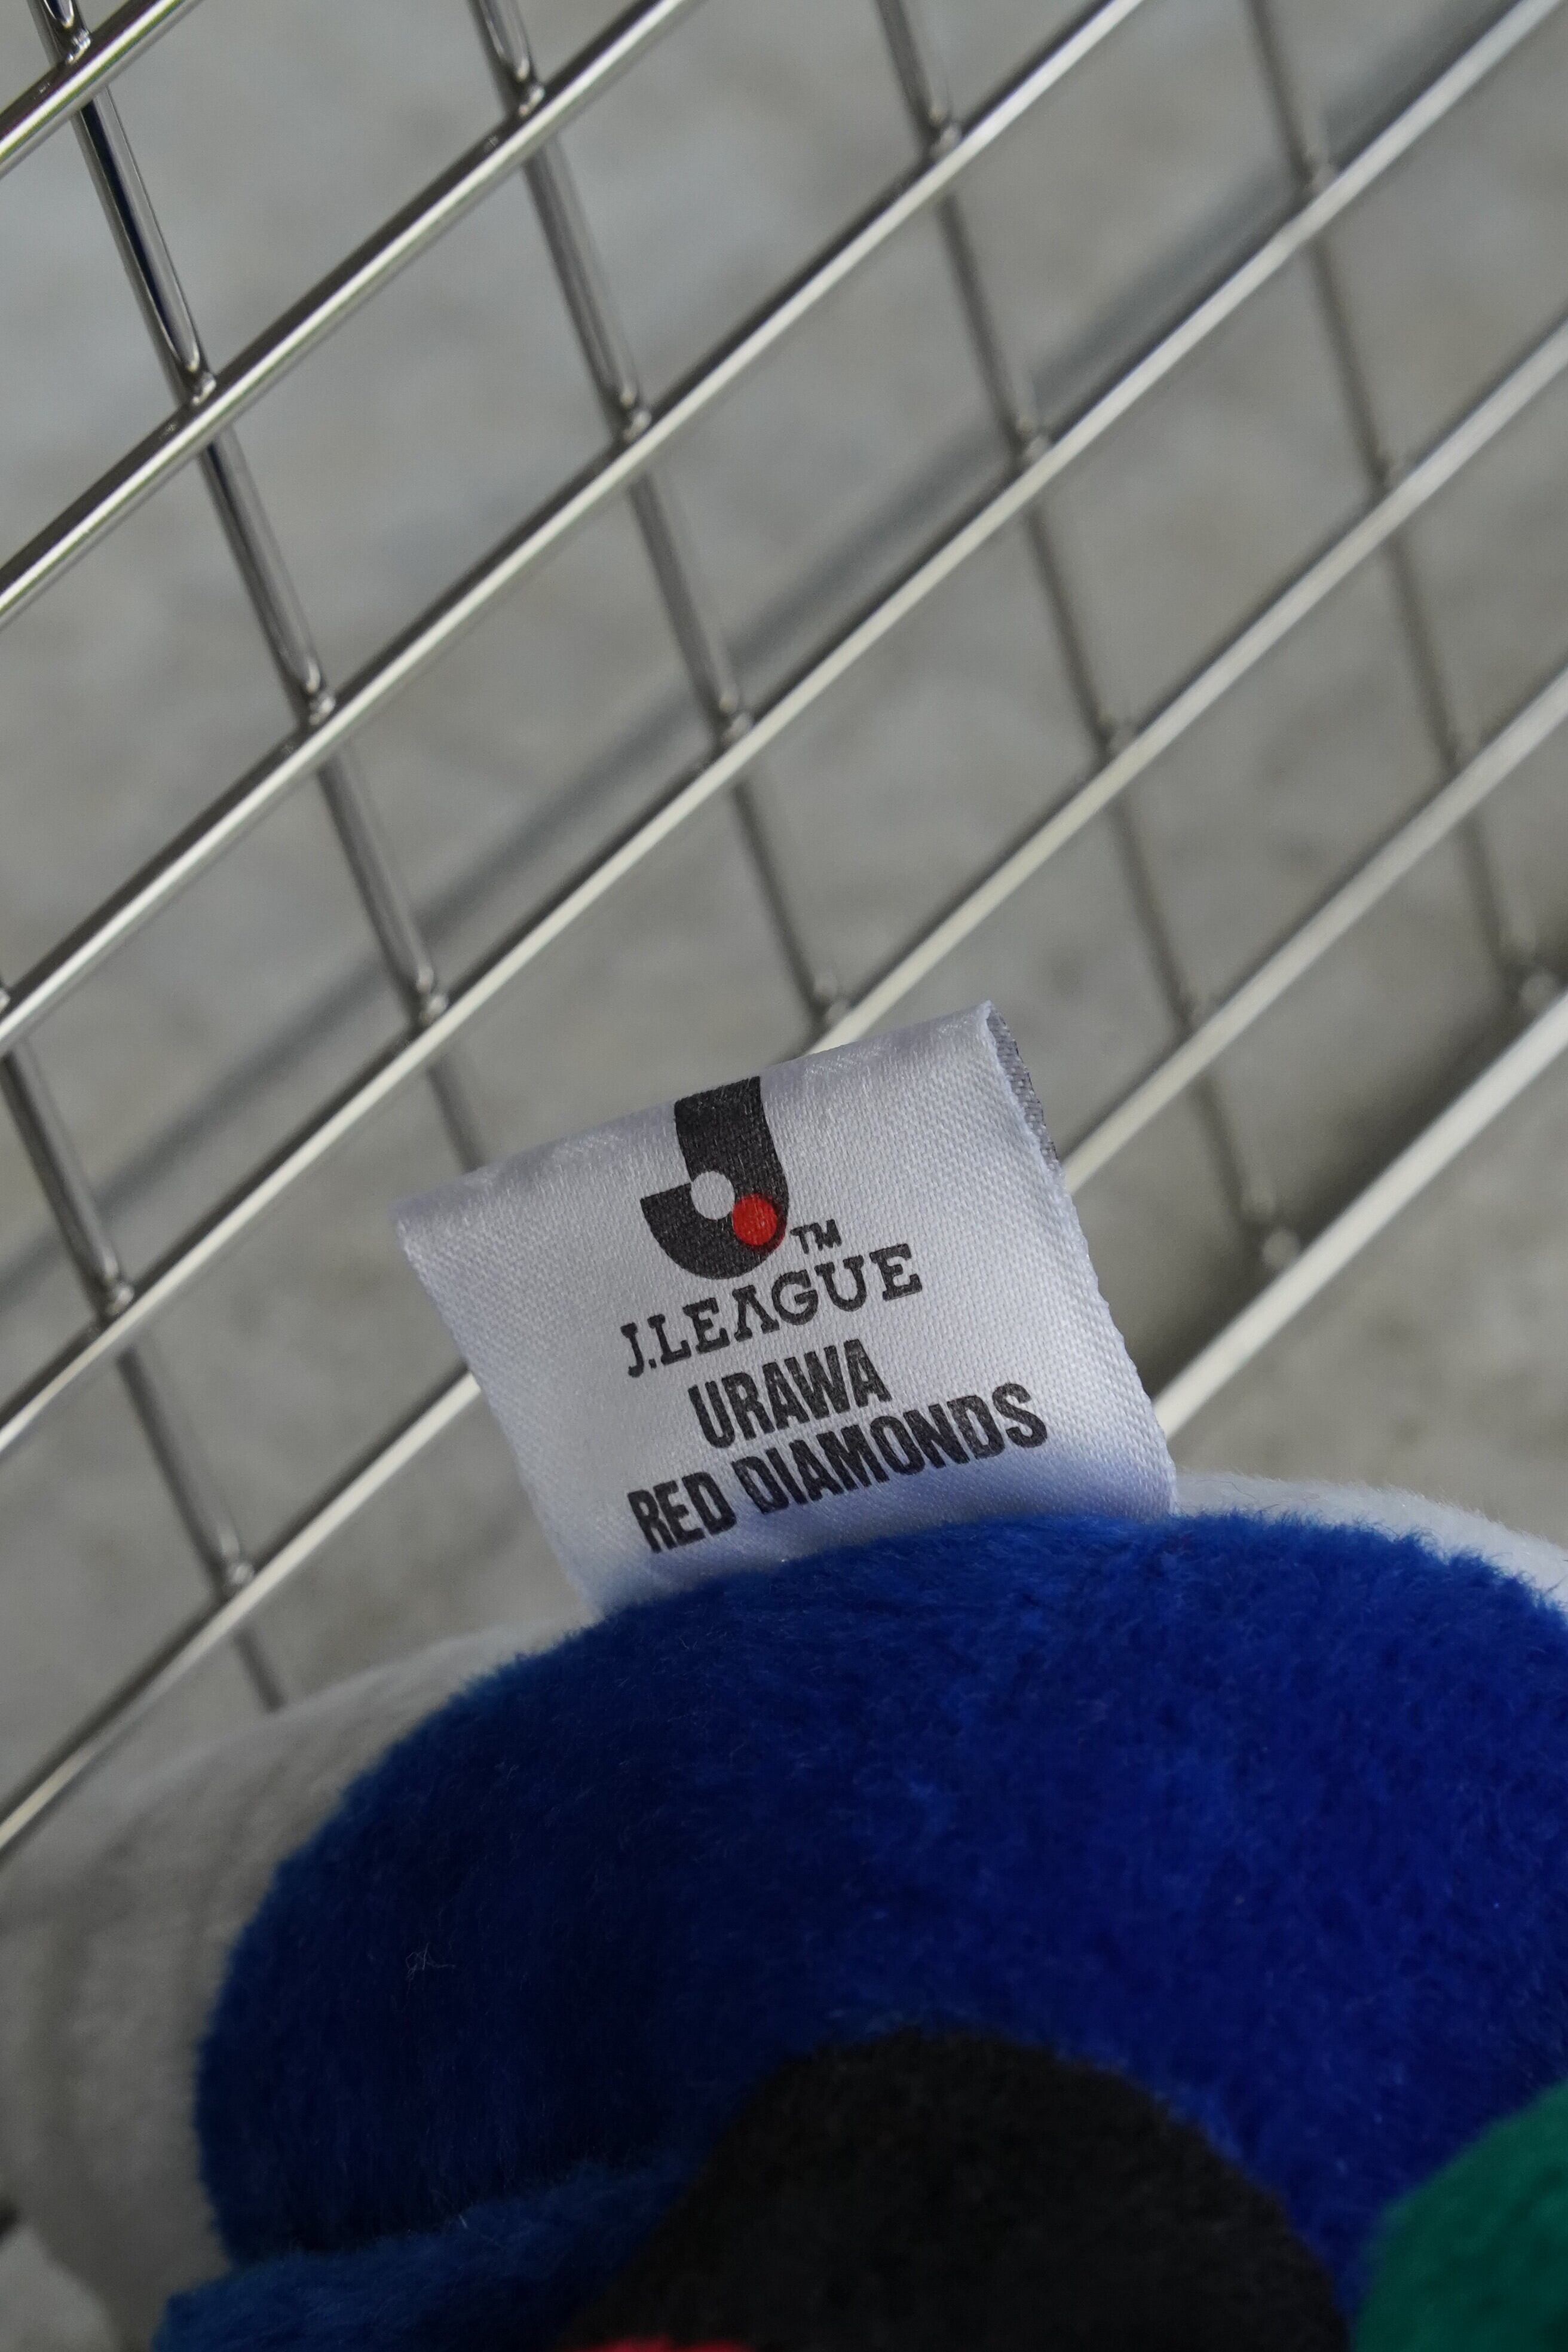 TM
J.LEAGUE
URAWA
RED DIAMONDS